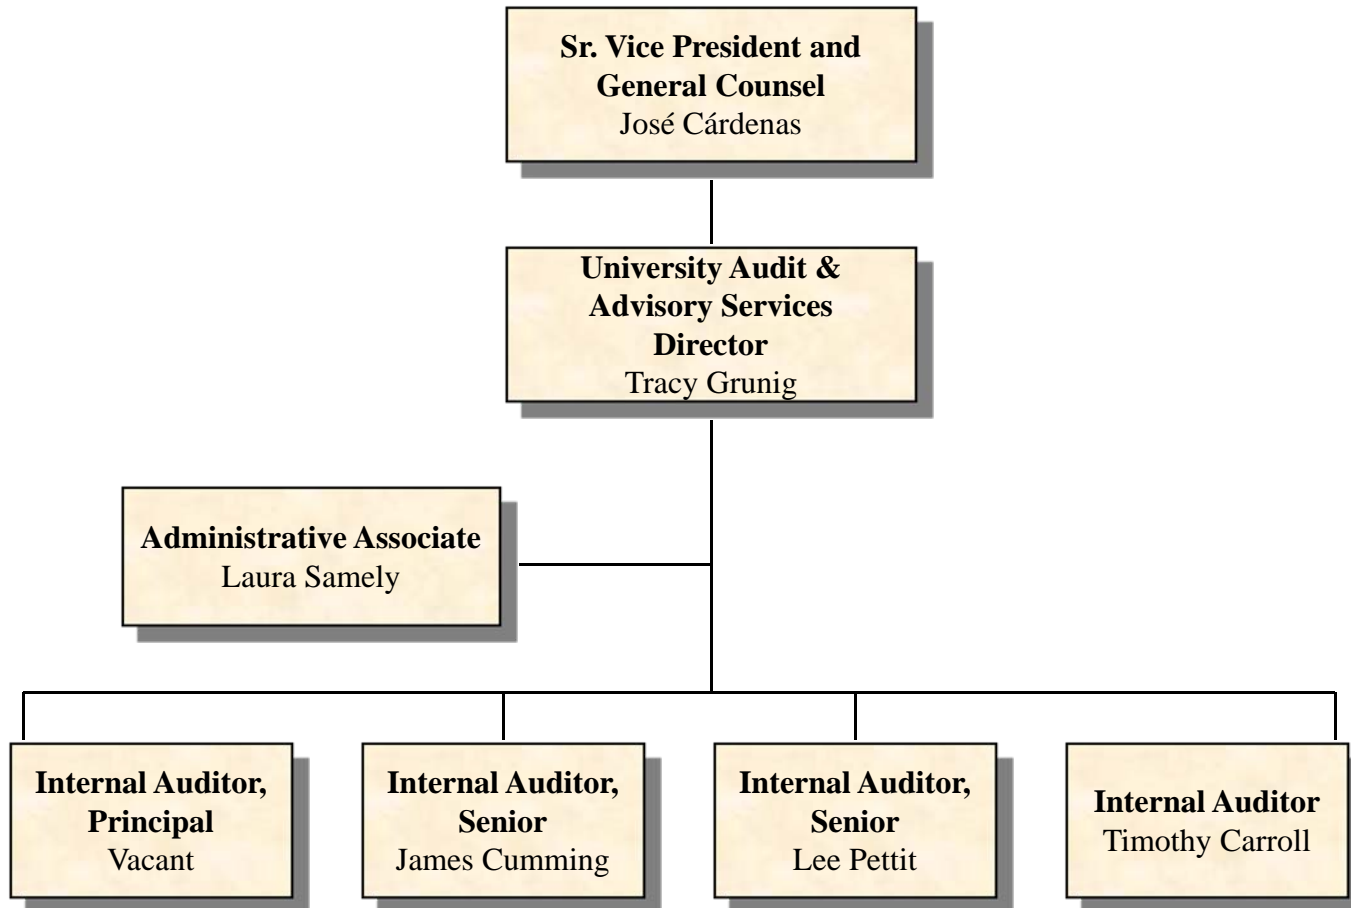 Sr. Vice President and
General Counsel
José Cárdenas
University Audit &
Advisory Services
Director
Tracy Grunig
Administrative Associate
Laura Samely
Internal Auditor,
Principal
Vacant
Internal Auditor,
Senior
James Cumming
Internal Auditor,
Senior
Lee Pettit
Internal Auditor
Timothy Carroll